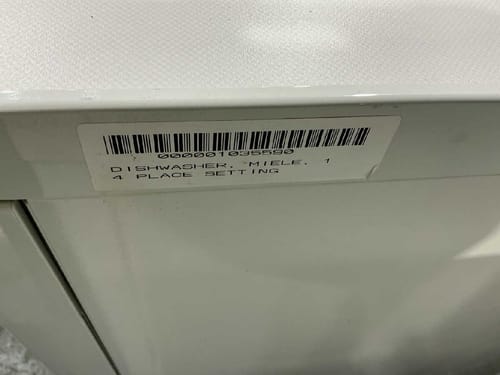 000001035590
DISHWASHER, MIELE, 1
4 PLACE SETTING